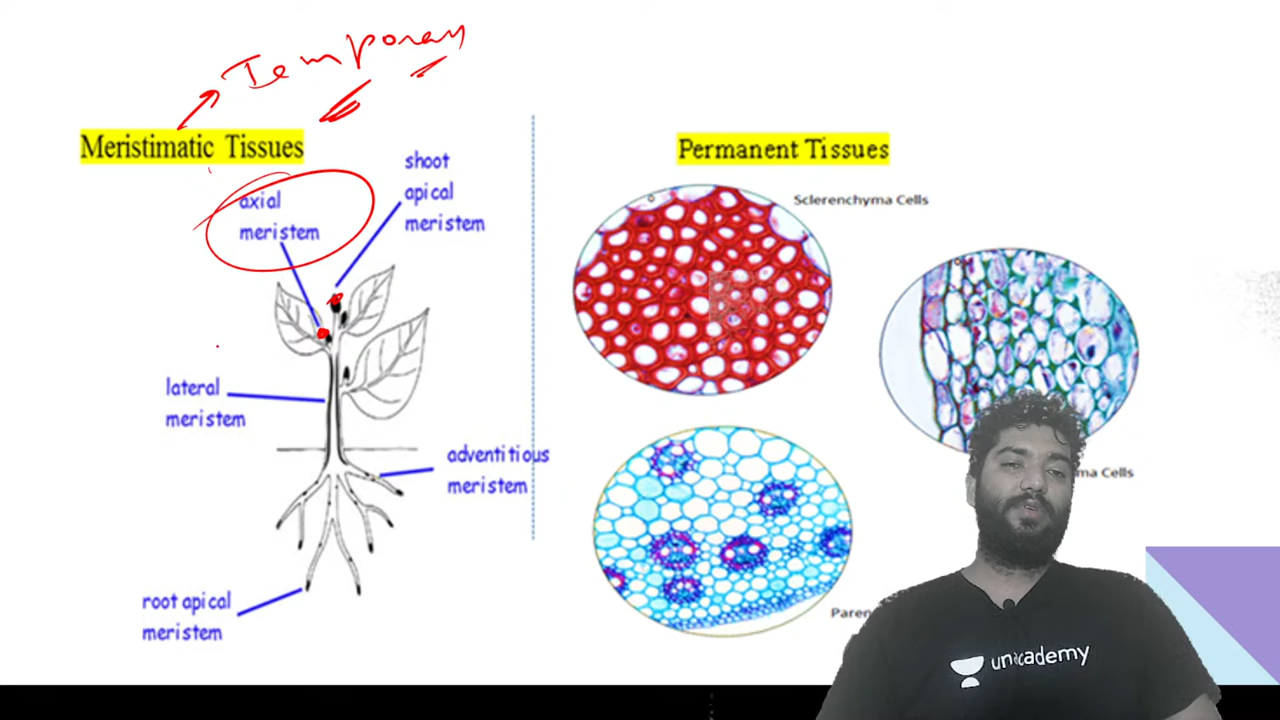 Temporary
Meristimatic Tissues
axial
meristem
shoot
apical
meristem
lateral
meristem
adventitious
meristem
root apical
meristem
Permanent Tissues
Sclerenchyma Cells
ma Cells
Paren
unacademy